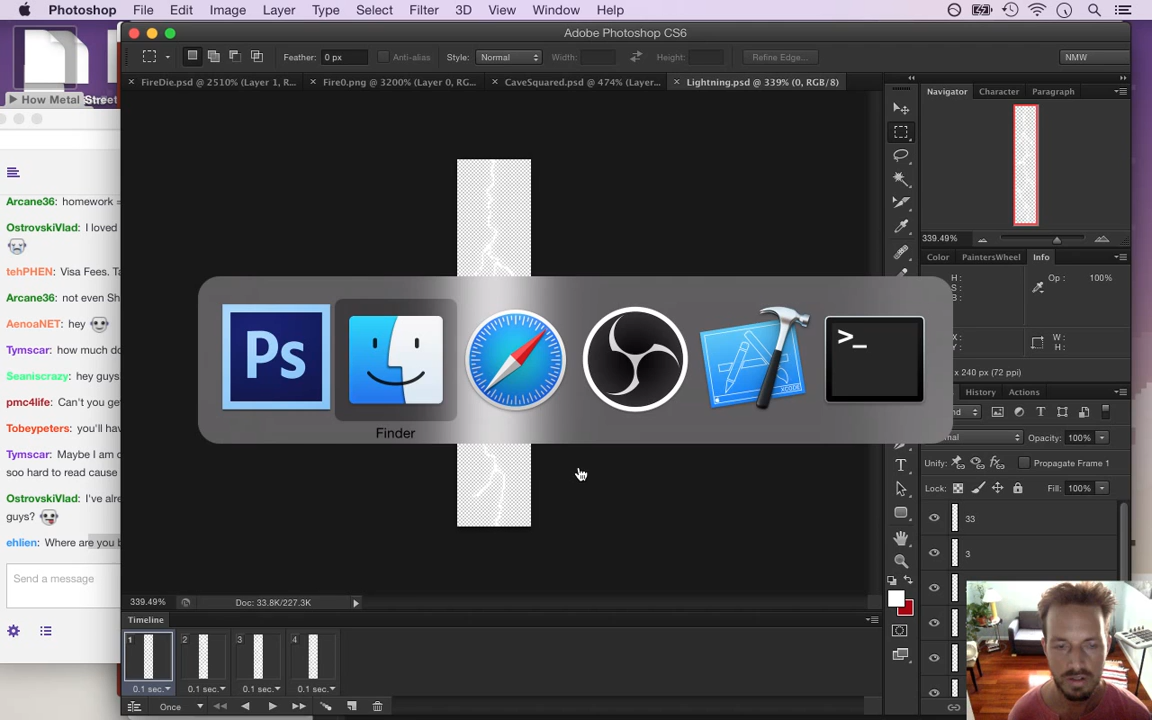 Photoshop File Edit Image Layer Type Select Filter 3D View Window Help
Adobe Photoshop CS6
Feather: 0 px Anti-alias Style: Normal Width: Height: Refine Edge... NMW
FireDie.psd @ 2510% (Layer 1, R... Fire0.png @ 3200% (Layer 0, RG... CaveSquared.psd @ 474% (Layer... Lightning.psd @ 339% (0, RGB/8)
Navigator Character Paragraph
How Metal Street
Arcane36: homework =
OstrovskiVlad: I loved
tehPHEN: Visa Fees. Ta
Arcane36: not even Sh
AenoaNET: hey
Tymscar: how much do
Seaniscrazy: hey guys
pmc4life: Can't you ge
Tobeypeters: you'll hav
Tymscar: Maybe I am c
soo hard to read cause
OstrovskiVlad: I've alre
guys?
ehlien: Where are you b
Send a message
339.49%
Color PaintersWheel Info
H:
S:
B:
Op: 100%
X:
Y:
W:
H:
x 240 px (72 ppi)
History Actions
Ps
>_
Finder
Opacity: 100%
Unify: Propagate Frame 1
Lock: Fill: 100%
33
3
339.49% Doc: 33.8K/227.3K
Timeline
1 2 3 4
0.1 sec. 0.1 sec. 0.1 sec. 0.1 sec.
Once